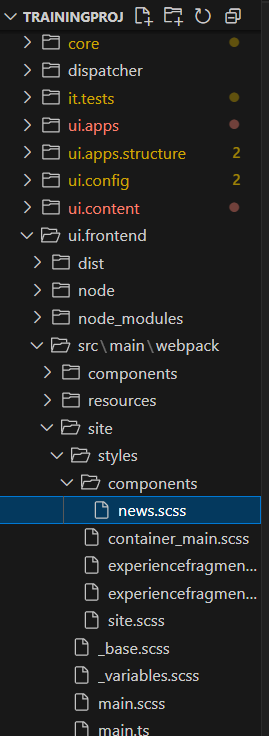 TRAININGPROJ
core
dispatcher
it.tests
ui.apps
ui.apps.structure 2
ui.config 2
ui.content
ui.frontend
dist
node
node_modules
src\main\webpack
components
resources
site
styles
components
news.scss
container_main.scss
experiencefragmen...
experiencefragmen...
site.scss
_base.scss
_variables.scss
main.scss
main.ts